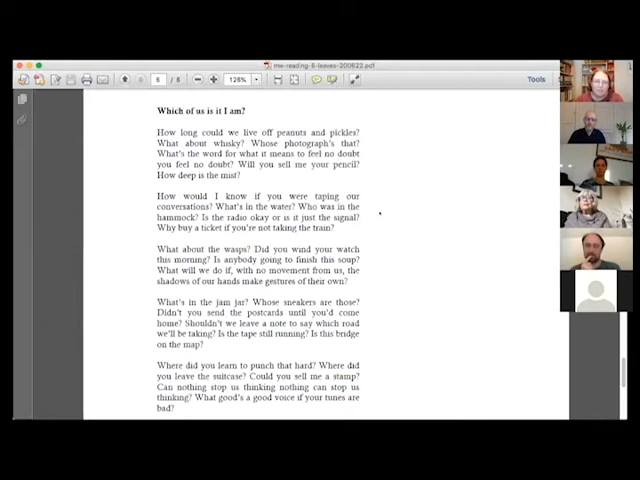 me-reading-6-leaves-200622.pdf
6 / 8
128%
Tools
Which of us is it I am?
How long could we live off peanuts and pickles?
What about whisky? Whose photograph's that?
What's the word for what it means to feel no doubt
you feel no doubt? Will you sell me your pencil?
How deep is the mist?
How would I know if you were taping our
conversations? What's in the water? Who was in the
hammock? Is the radio okay or is it just the signal?
Why buy a ticket if you're not taking the train?
What about the wasps? Did you wind your watch
this morning? Is anybody going to finish this soup?
What will we do if, with no movement from us, the
shadows of our hands make gestures of their own?
What's in the jam jar? Whose sneakers are those?
Didn't you send the postcards until you'd come
home? Shouldn't we leave a note to say which road
we'll be taking? Is the tape still running? Is this bridge
on the map?
Where did you learn to punch that hard? Where did
you leave the suitcase? Could you sell me a stamp?
Can nothing stop us thinking nothing can stop us
thinking? What good's a good voice if your tunes are
bad?